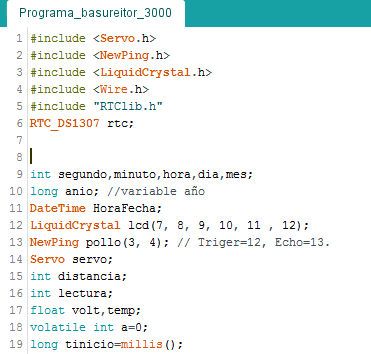 Programa_basureitor_3000
1 #include <Servo.h>
2 #include <NewPing.h>
3 #include <LiquidCrystal.h>
4 #include <Wire.h>
5 #include "RTClib.h"
6 RTC_DS1307 rtc;
7
8
9 int segundo,minuto,hora,dia,mes;
10 long anio; //variable año
11 DateTime HoraFecha;
12 LiquidCrystal lcd(7, 8, 9, 10, 11 , 12);
13 NewPing pollo(3, 4); // Triger=12, Echo=13.
14 Servo servo;
15 int distancia;
16 int lectura;
17 float volt,temp;
18 volatile int a=0;
19 long tinicio=millis();